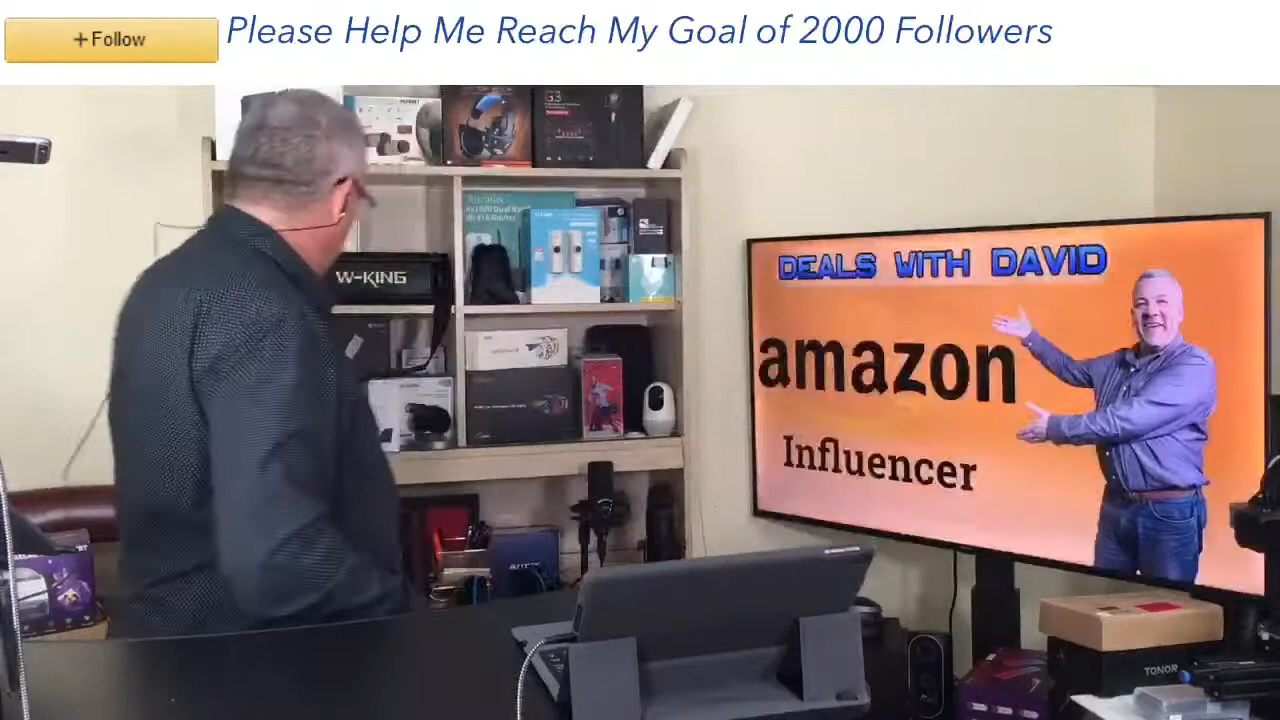 +Follow
Please Help Me Reach My Goal of 2000 Followers
W-KING
DEALS WITH DAVID
amazon
Influencer
TONOR